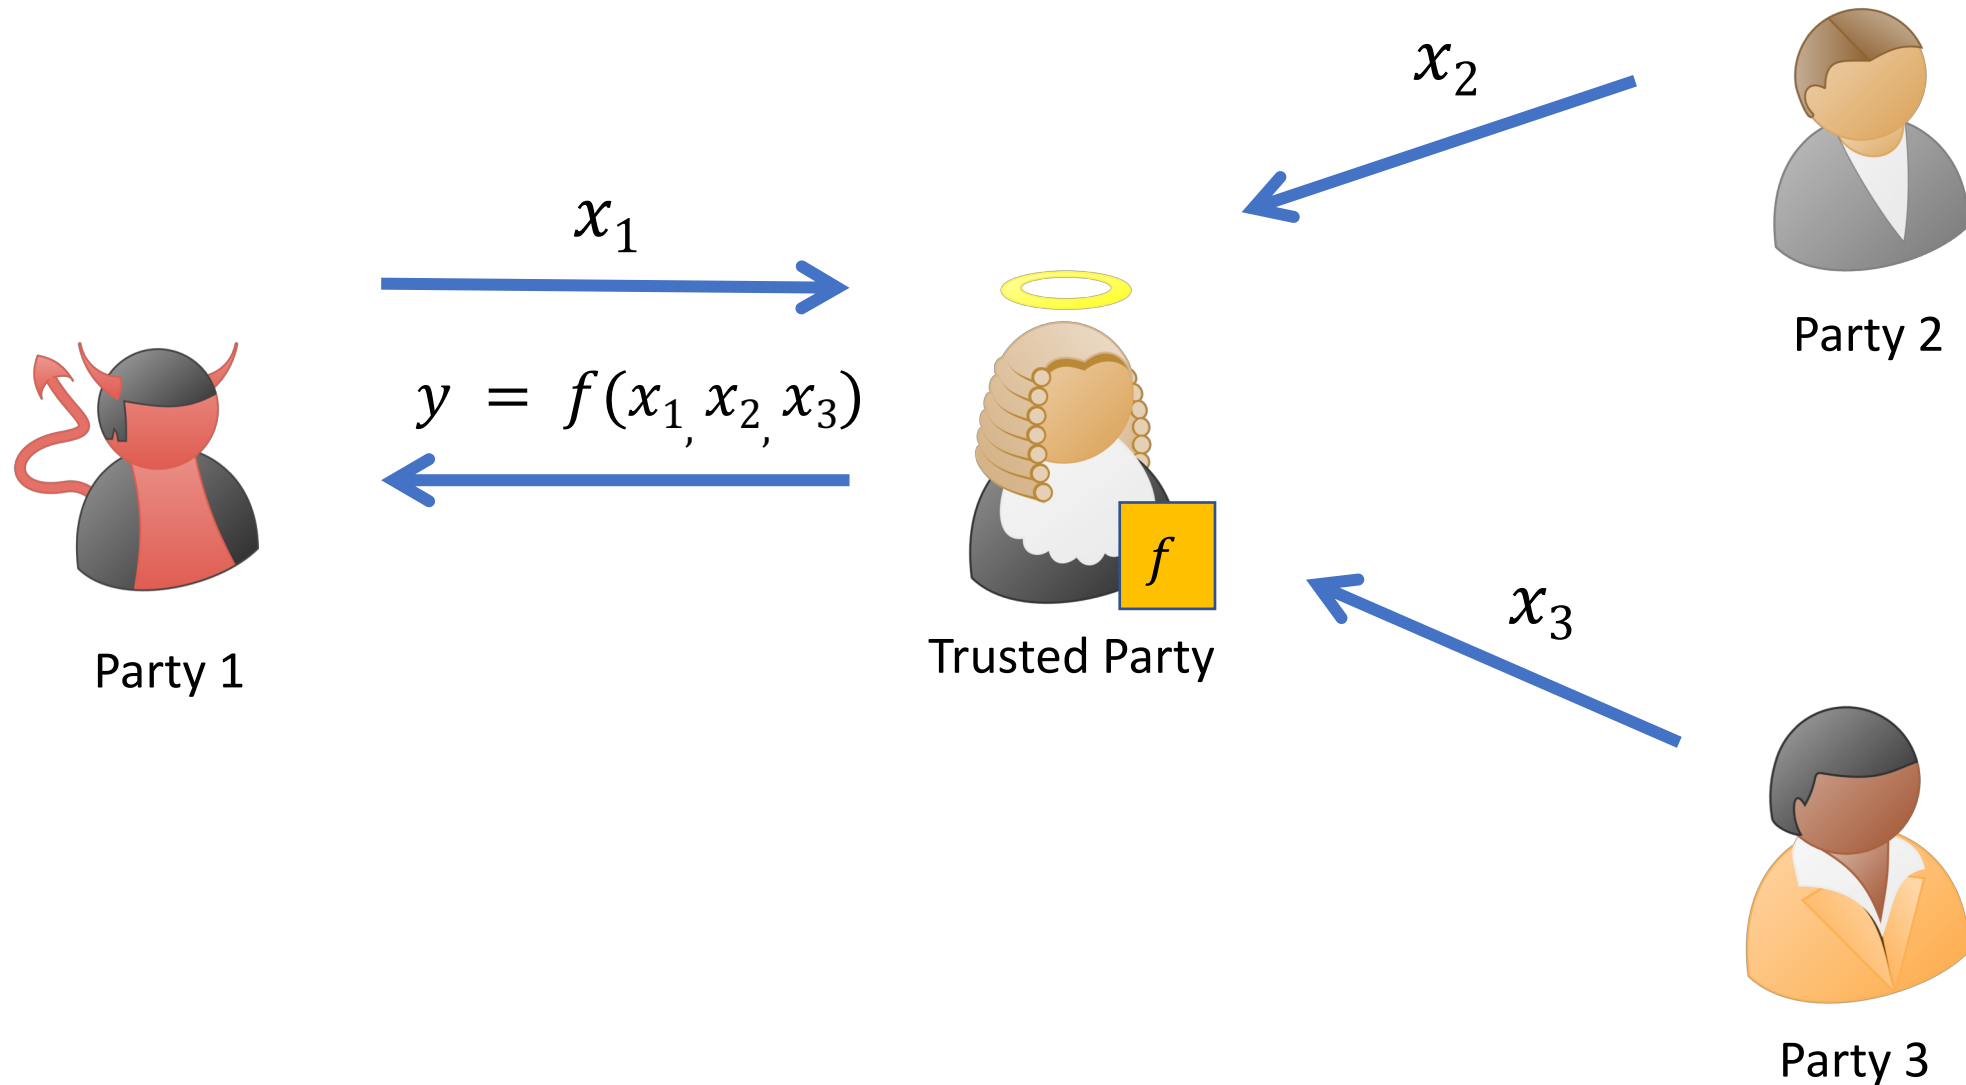 x₂
x₁
Party 2
y = f(x₁, x₂, x₃)
f
x₃
Trusted Party
Party 1
Party 3